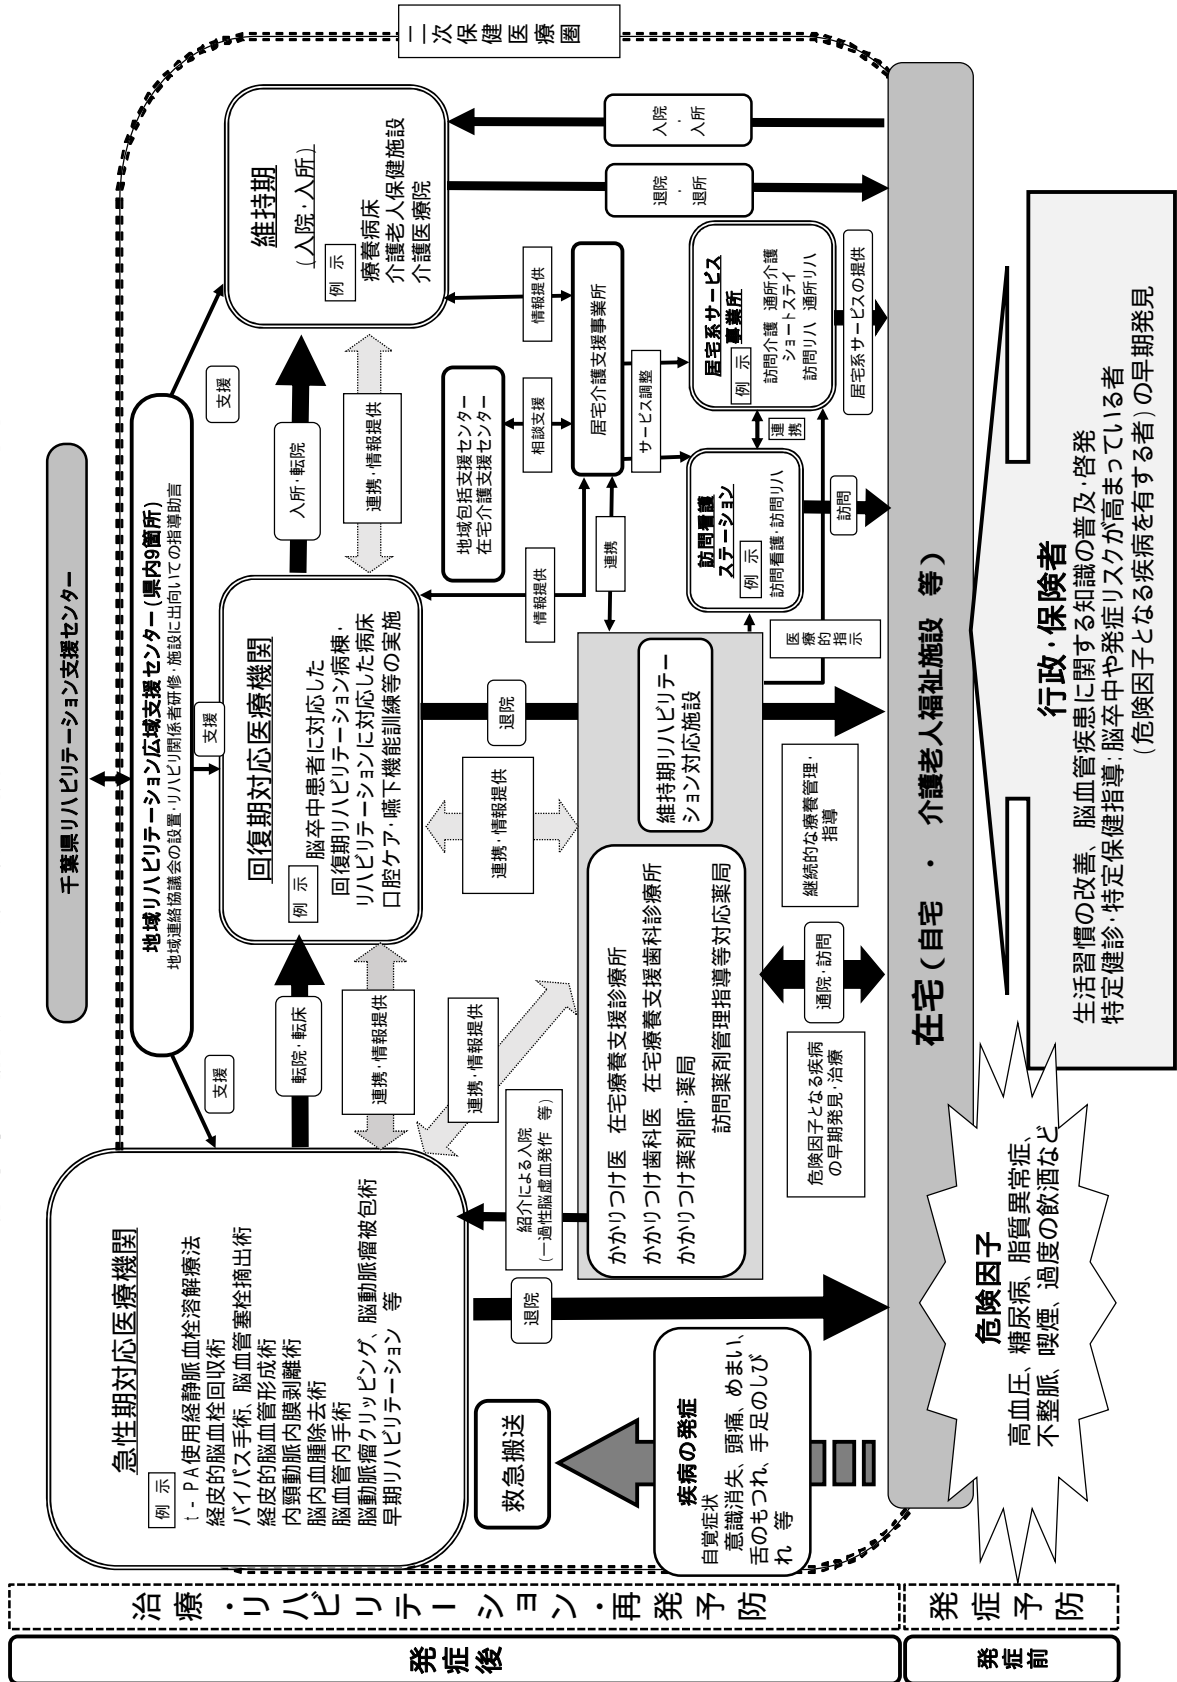 千葉県リハビリテーション支援センター
地域リハビリテーション広域支援センター(県内9箇所)
地域連絡協議会の設置・リハビリ関係者研修・施設に出向いての指導助言
二次保健医療圏
支援
支援
支援
急性期対応医療機関
例 示
t‐PA使用経静脈血栓溶解療法
経皮的脳血栓回収術
バイパス手術、脳血管塞栓摘出術
経皮的脳血管形成術
内頸動脈内膜剥離術
脳内血腫除去術
脳血管内手術
脳動脈瘤クリッピング、脳動脈瘤被包術
早期リハビリテーション 等
転院・転床
連携・情報提供
回復期対応医療機関
例 示
脳卒中患者に対応した
回復期リハビリテーション病棟・
リハビリテーションに対応した病床
口腔ケア・嚥下機能訓練等の実施
入所・転院
連携・情報提供
維持期
(入院・入所)
例 示
療養病床
介護老人保健施設
介護医療院
連携・情報提供
連携・情報提供
紹介による入院
(一過性脳虚血発作 等)
退院
退院
情報提供
地域包括支援センター
在宅介護支援センター
相談支援
情報提供
居宅介護支援事業所
連携
サービス調整
退院・退所
入院・入所
救急搬送
疾病の発症
自覚症状
意識消失、頭痛、めまい、
舌のもつれ、手足のしび
れ 等
かかりつけ医 在宅療養支援診療所
かかりつけ歯科医 在宅療養支援歯科診療所
かかりつけ薬剤師・薬局
訪問薬剤管理指導等対応薬局
維持期リハビリテー
ション対応施設
訪問看護
ステーション
例 示
訪問看護・訪問リハ
連携
居宅系サービス
事業所
例 示
訪問介護 通所介護
ショートステイ
訪問リハ 通所リハ
医療的指示
訪問
居宅系サービスの提供
危険因子となる疾病
の早期発見・治療
通院・訪問
継続的な療養管理・
指導
在宅(自宅 ・ 介護老人福祉施設 等)
危険因子
高血圧、糖尿病、脂質異常症、
不整脈、喫煙、過度の飲酒など
行政・保険者
生活習慣の改善、脳血管疾患に関する知識の普及・啓発
特定健診・特定保健指導:脳卒中や発症リスクが高まっている者
(危険因子となる疾病を有する者)の早期発見
治療・リハビリテーション・再発予防
発症予防
発症後
発症前